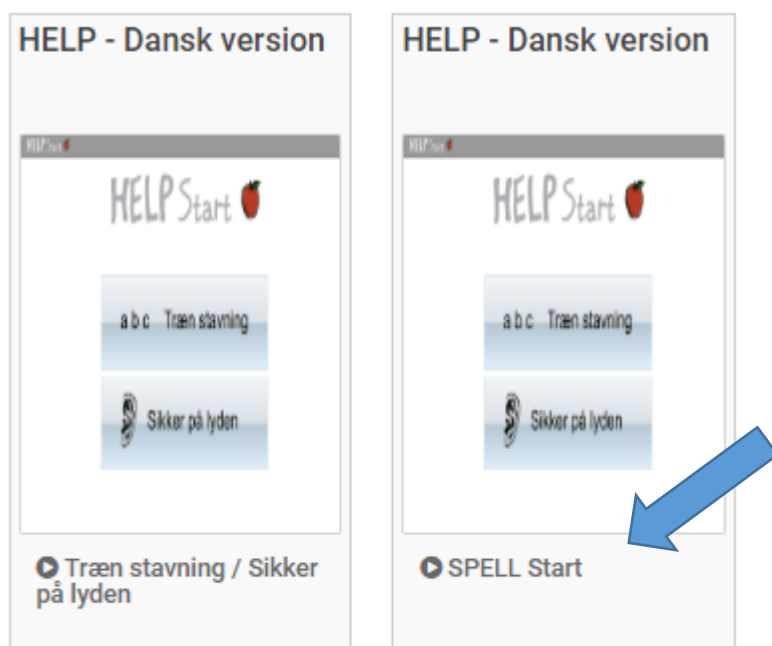 HELP - Dansk version
HELP Start
a b c Træn stavning
Sikker på lyden
Træn stavning / Sikker
på lyden
HELP - Dansk version
HELP Start
a b c Træn stavning
Sikker på lyden
SPELL Start